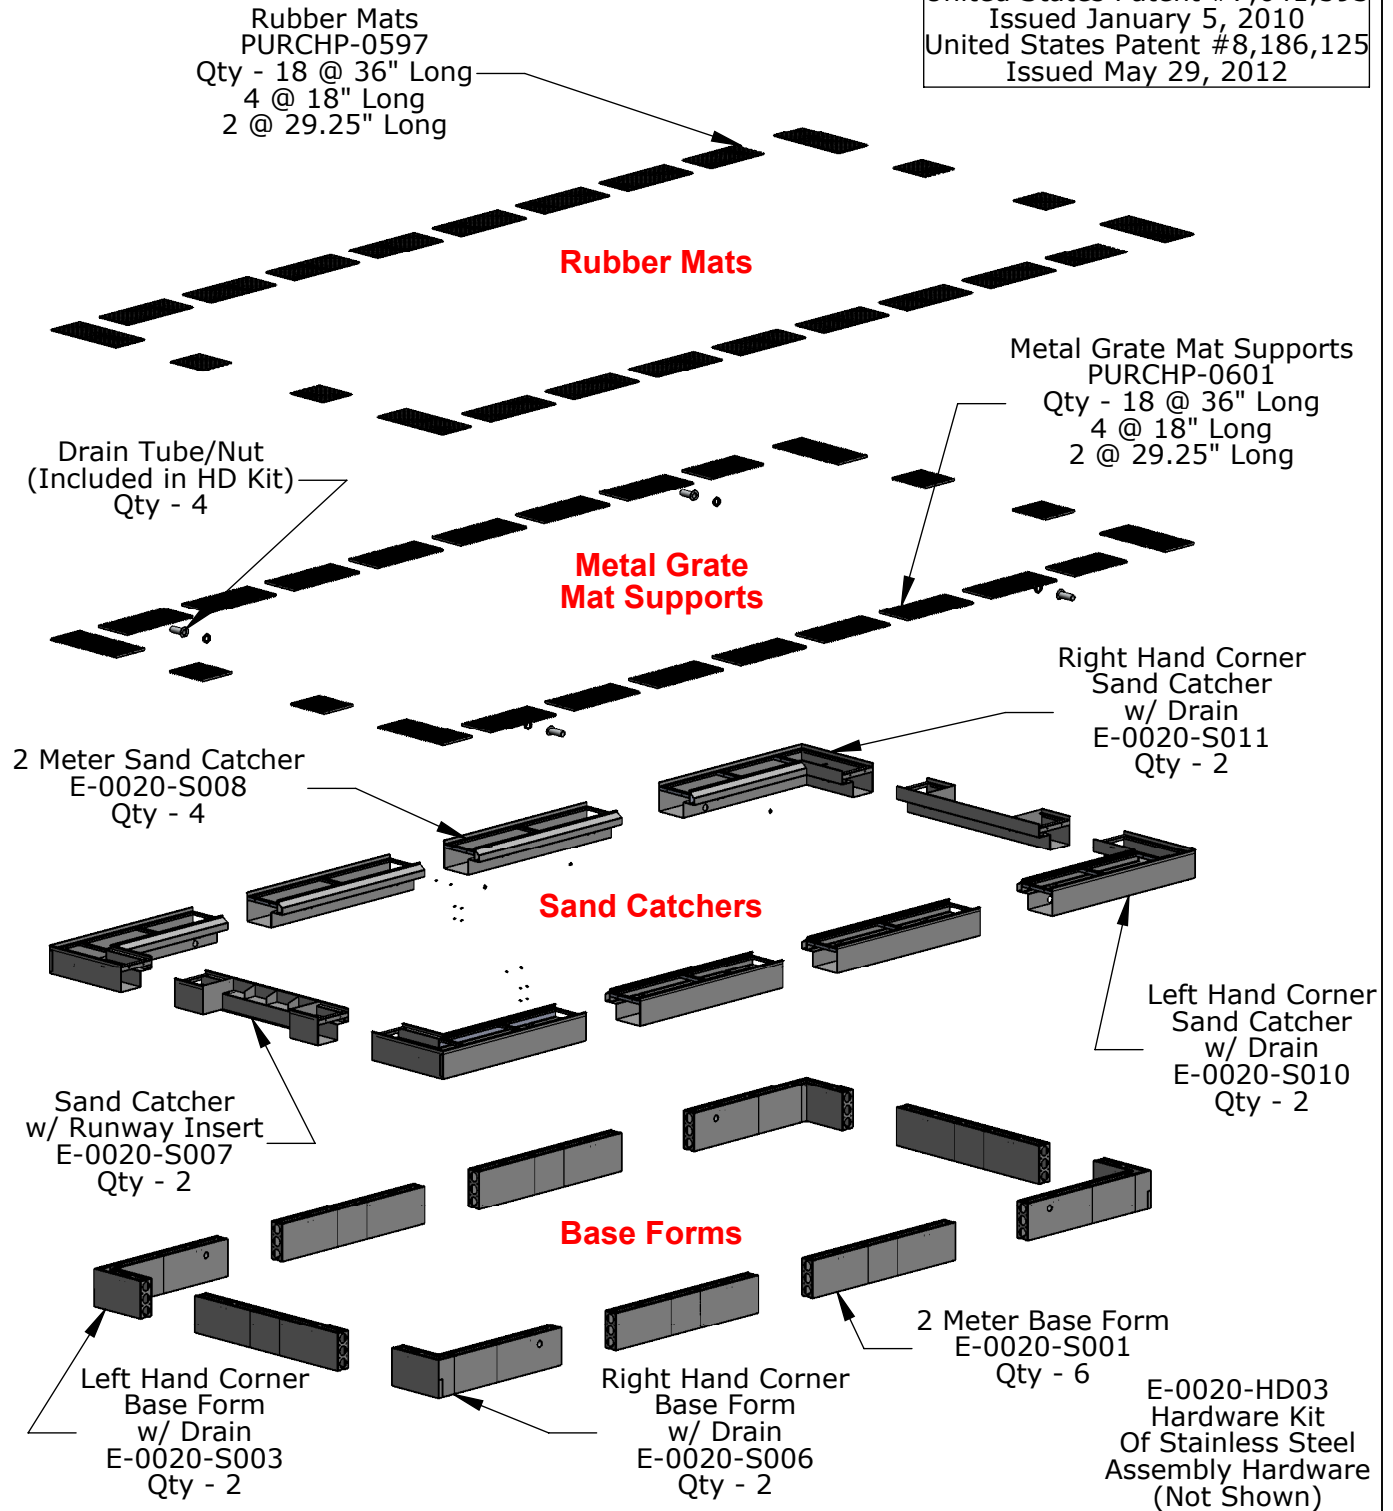 Rubber Mats
PURCHP-0597
Qty - 18 @ 36" Long
4 @ 18" Long
2 @ 29.25" Long
United States Patent
Issued January 5, 2010
United States Patent #8,186,125
Issued May 29, 2012
Rubber Mats
Metal Grate Mat Supports
PURCHP-0601
Qty - 18 @ 36" Long
4 @ 18" Long
2 @ 29.25" Long
Drain Tube/Nut
(Included in HD Kit)
Qty - 4
Metal Grate
Mat Supports
Right Hand Corner
Sand Catcher
w/ Drain
E-0020-S011
Qty - 2
2 Meter Sand Catcher
E-0020-S008
Qty - 4
Sand Catchers
Left Hand Corner
Sand Catcher
w/ Drain
E-0020-S010
Qty - 2
Sand Catcher
w/ Runway Insert
E-0020-S007
Qty - 2
Base Forms
2 Meter Base Form
E-0020-S001
Qty - 6
Left Hand Corner
Base Form
w/ Drain
E-0020-S003
Qty - 2
Right Hand Corner
Base Form
w/ Drain
E-0020-S006
Qty - 2
E-0020-HD03
Hardware Kit
Of Stainless Steel
Assembly Hardware
(Not Shown)